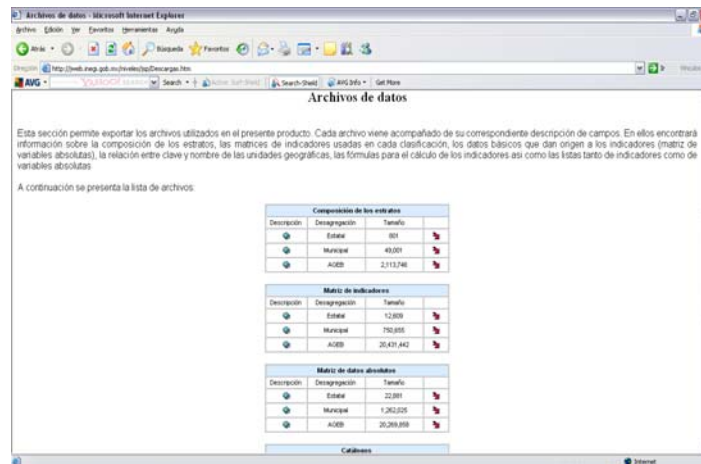 Archivos de datos - Microsoft Internet Explorer
Archivo Edición Ver Favoritos Herramientas Ayuda
Atrás Búsqueda Favoritos
Dirección http://jweb.inegi.gob.mx/niveles/jsp/Descargas.htm Vínculos
AVG Search Active Surf-Shield Search-Shield AVG Info Get More
Archivos de datos
Esta sección permite exportar los archivos utilizados en el presente producto. Cada archivo viene acompañado de su correspondiente descripción de campos. En ellos encontrará
información sobre la composición de los estratos, las matrices de indicadores usadas en cada clasificación, los datos básicos que dan origen a los indicadores (matriz de
variables absolutas), la relación entre clave y nombre de las unidades geográficas, las fórmulas para el cálculo de los indicadores asi como las listas tanto de indicadores como de
variables absolutas
A continuación se presenta la lista de archivos:
Composición de los estratos
Descripción Desagregación Tamaño
Estatal 601
Municipal 49,001
AGEB 2,113,746
Matriz de indicadores
Descripción Desagregación Tamaño
Estatal 12,609
Municipal 750,655
AGEB 20,431,442
Matriz de datos absolutos
Descripción Desagregación Tamaño
Estatal 22,881
Municipal 1,262,025
AGEB 20,269,858
Catálogos
Internet